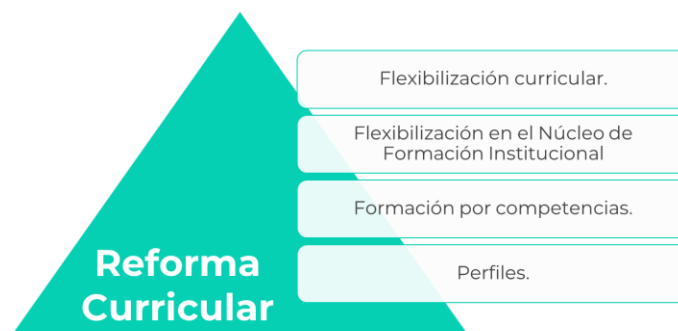 Flexibilización curricular.
Flexibilización en el Núcleo de
Formación Institucional
Formación por competencias.
Perfiles.
Reforma
Curricular